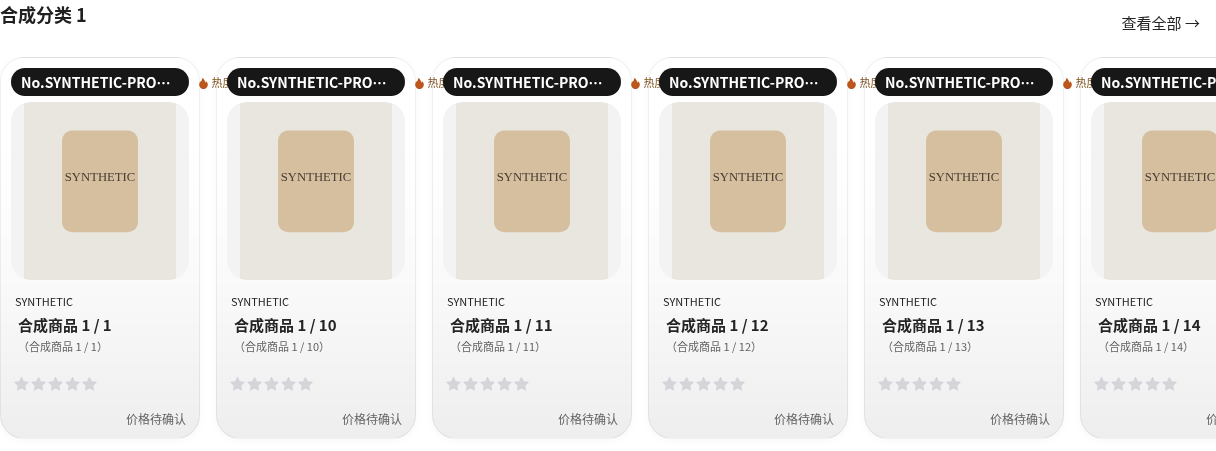 合成分类 1
查看全部 →
No.SYNTHETIC-PRO···
热
No.SYNTHETIC-PRO···
热
No.SYNTHETIC-PRO···
热
No.SYNTHETIC-PRO···
热
No.SYNTHETIC-PRO···
热
No.SYNTHETIC-P
SYNTHETIC
SYNTHETIC
SYNTHETIC
SYNTHETIC
SYNTHETIC
SYNTHETIC
SYNTHETIC
SYNTHETIC
SYNTHETIC
SYNTHETIC
SYNTHETIC
SYNTHETIC
合成商品 1 / 1
合成商品 1 / 10
合成商品 1 / 11
合成商品 1 / 12
合成商品 1 / 13
合成商品 1 / 14
（合成商品 1 / 1）
（合成商品 1 / 10）
（合成商品 1 / 11）
（合成商品 1 / 12）
（合成商品 1 / 13）
（合成商品 1 / 14）
价格待确认
价格待确认
价格待确认
价格待确认
价格待确认